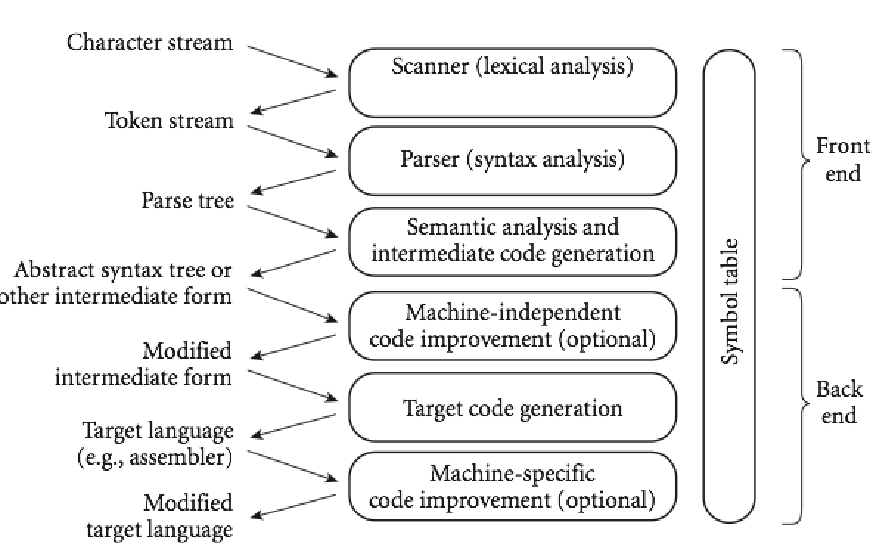 Character stream
Scanner (lexical analysis)
Token stream
Parser (syntax analysis)
Parse tree
Semantic analysis and
intermediate code generation
Abstract syntax tree or
other intermediate form
Machine-independent
code improvement (optional)
Modified
intermediate form
Target code generation
Target language
(e.g., assembler)
Machine-specific
code improvement (optional)
Modified
target language
Symbol table
Front
end
Back
end